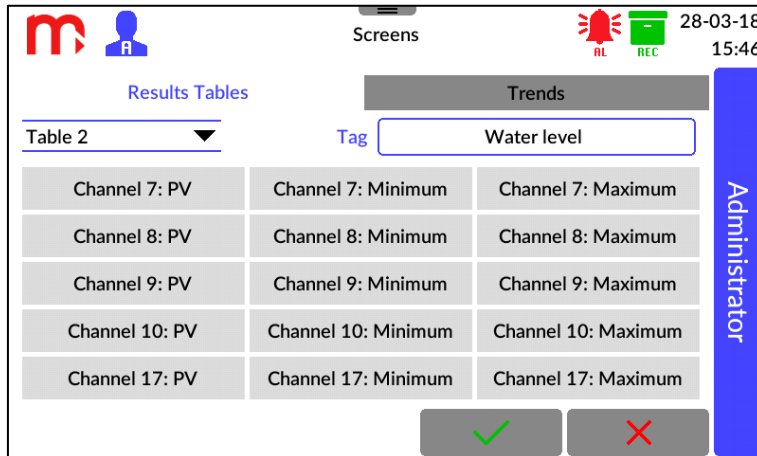 m
A
Screens
AL
REC
28-03-18
15:46
Results Tables
Trends
Table 2
Tag
Water level
Channel 7: PV
Channel 7: Minimum
Channel 7: Maximum
Channel 8: PV
Channel 8: Minimum
Channel 8: Maximum
Channel 9: PV
Channel 9: Minimum
Channel 9: Maximum
Channel 10: PV
Channel 10: Minimum
Channel 10: Maximum
Channel 17: PV
Channel 17: Minimum
Channel 17: Maximum
Administrator